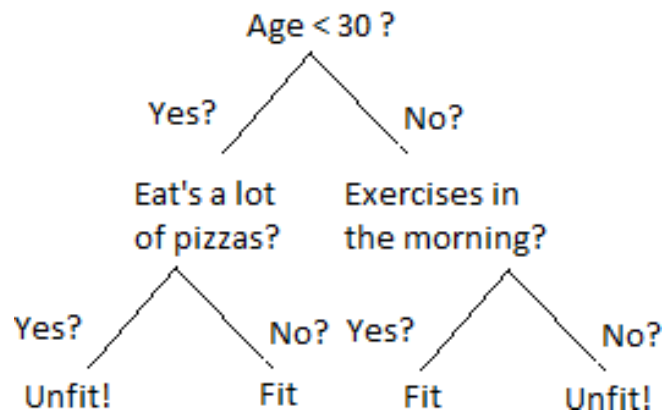 Age < 30 ?
Yes?
No?
Eat's a lot
of pizzas?
Exercises in
the morning?
Yes?
No?
Yes?
No?
Unfit!
Fit
Fit
Unfit!